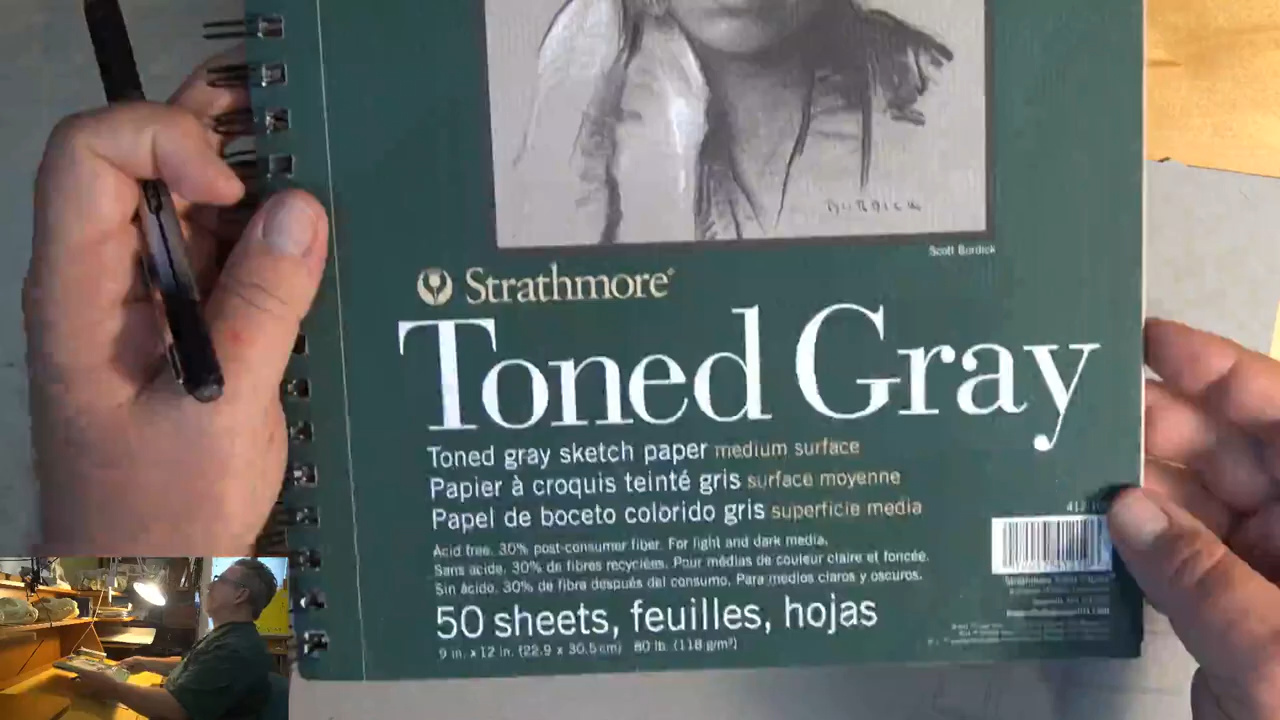 BURDICK
Scott Burdick
Strathmore®
Toned Gray
Toned gray sketch paper medium surface
Papier à croquis teinté gris surface moyenne
Papel de boceto colorido gris superficie media
Acid free. 30% post-consumer fiber. For light and dark media.
Sans acide. 30% de fibres recyclées. Pour médias de couleur claire et foncée.
Sin ácido. 30% de fibra después del consumo. Para medios claros y oscuros.
50 sheets, feuilles, hojas
9 in. x 12 in. (22.9 x 30.5 cm) 80 lb. (118 g/m²)